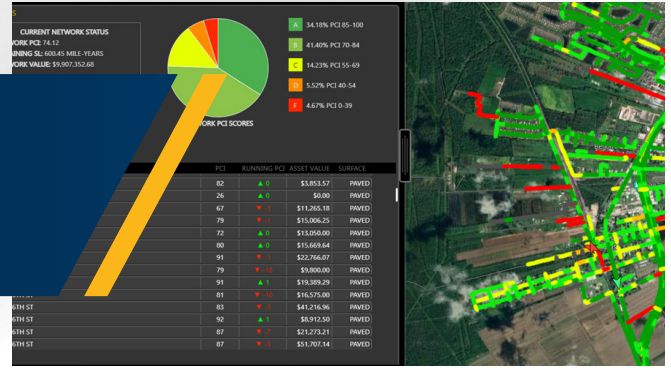 S
CURRENT NETWORK STATUS
WORK PCI: 74.12
AINING SL: 600.45 MILE-YEARS
WORK VALUE: $9,907,352.68
A 34.18% PCI 85-100
B 41.40% PCI 70-84
C 14.23% PCI 55-69
D 5.52% PCI 40-54
F 4.67% PCI 0-39
ORK PCI SCORES
PCI RUNNING PCI ASSET VALUE SURFACE
82 ▲ 0 $3,853.57 PAVED
26 ▲ 0 $0.00 PAVED
67 ▼ $11,265.18 PAVED
79 ▼ $15,006.25 PAVED
72 ▲ 0 $13,050.00 PAVED
80 ▲ 0 $15,669.64 PAVED
91 ▼ $22,766.07 PAVED
79 ▼ $9,800.00 PAVED
91 ▲ 1 $19,389.29 PAVED
6TH ST 81 ▼ $16,575.00 PAVED
6TH ST 83 ▼ $41,216.96 PAVED
6TH ST 92 ▲ 1 $8,912.50 PAVED
6TH ST 87 ▼ $21,273.21 PAVED
6TH ST 87 ▼ $51,707.14 PAVED